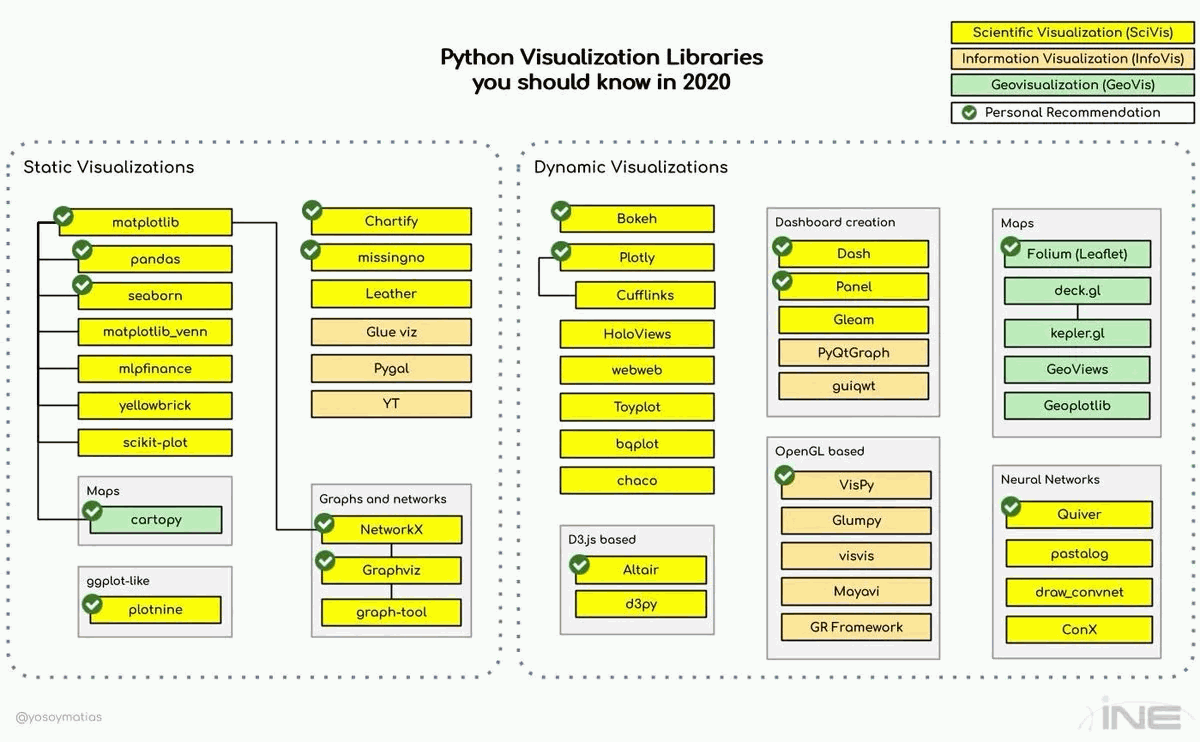 Python Visualization Libraries
you should know in 2020
Scientific Visualization (SciVis)
Information Visualization (InfoVis)
Geovisualization (GeoVis)
Personal Recommendation
Static Visualizations
matplotlib
pandas
seaborn
matplotlib_venn
mlpfinance
yellowbrick
scikit-plot
Maps
cartopy
ggplot-like
plotnine
Chartify
missingno
Leather
Glue viz
Pygal
YT
Graphs and networks
NetworkX
Graphviz
graph-tool
Dynamic Visualizations
Bokeh
Plotly
Cufflinks
HoloViews
webweb
Toyplot
bqplot
chaco
D3.js based
Altair
d3py
Dashboard creation
Dash
Panel
Gleam
PyQtGraph
guiqwt
OpenGL based
VisPy
Glumpy
visvis
Mayavi
GR Framework
Maps
Folium (Leaflet)
deck.gl
kepler.gl
GeoViews
Geoplotlib
Neural Networks
Quiver
pastalog
draw_convnet
ConX
@yosoymatias
iNE